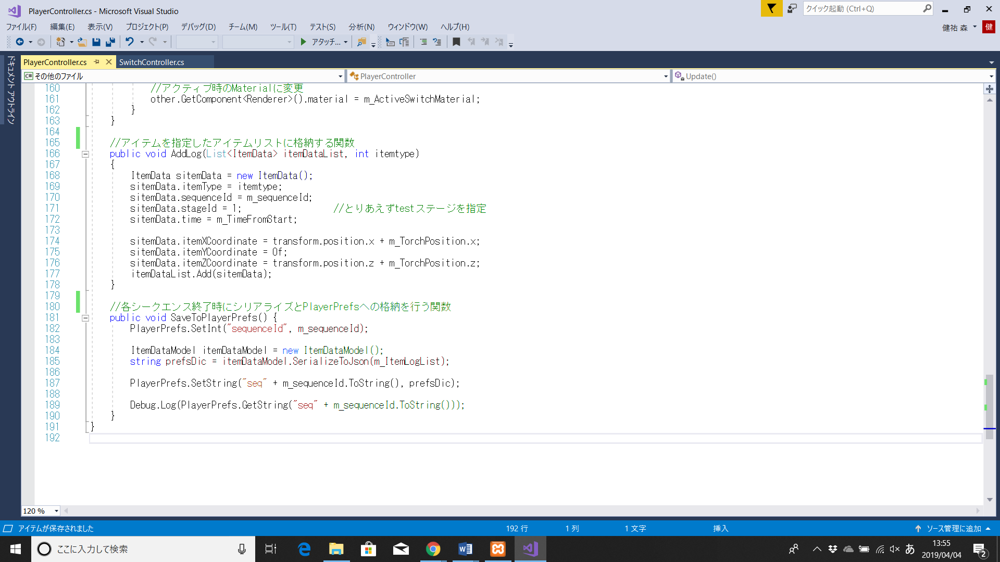 PlayerController.cs - Microsoft Visual Studio
クイック起動 (Ctrl+Q)
ファイル(F) 編集(E) 表示(V) プロジェクト(P) デバッグ(D) チーム(M) ツール(T) テスト(S) 分析(N) ウィンドウ(W) ヘルプ(H)
健祐 森 健
アタッチ...
ドキュメント アウトライン
PlayerController.cs SwitchController.cs
C# その他のファイル PlayerController Update()
160 //アクティブ時のMaterialに変更
161 other.GetComponent<Renderer>().material = m_ActiveSwitchMaterial;
162 }
163 }
164
165 //アイテムを指定したアイテムリストに格納する関数
166 public void AddLog(List<ItemData> itemDataList, int itemtype)
167 {
168 ItemData sitemData = new ItemData();
169 sitemData.itemType = itemtype;
170 sitemData.sequenceId = m_sequenceId;
171 sitemData.stageId = 1; //とりあえずtestステージを指定
172 sitemData.time = m_TimeFromStart;
173
174 sitemData.itemXCoordinate = transform.position.x + m_TorchPosition.x;
175 sitemData.itemYCoordinate = 0f;
176 sitemData.itemZCoordinate = transform.position.z + m_TorchPosition.z;
177 itemDataList.Add(sitemData);
178 }
179
180 //各シークエンス終了時にシリアライズとPlayerPrefsへの格納を行う関数
181 public void SaveToPlayerPrefs() {
182 PlayerPrefs.SetInt("sequenceId", m_sequenceId);
183
184 ItemDataModel itemDataModel = new ItemDataModel();
185 string prefsDic = itemDataModel.SerializeToJson(m_ItemLogList);
186
187 PlayerPrefs.SetString("seq" + m_sequenceId.ToString(), prefsDic);
188
189 Debug.Log(PlayerPrefs.GetString("seq" + m_sequenceId.ToString()));
190 }
191 }
192
120 %
アイテムが保存されました 192 行 1 列 1 文字 挿入 ソース管理に追加
ここに入力して検索
あ 13:55
2019/04/04
2